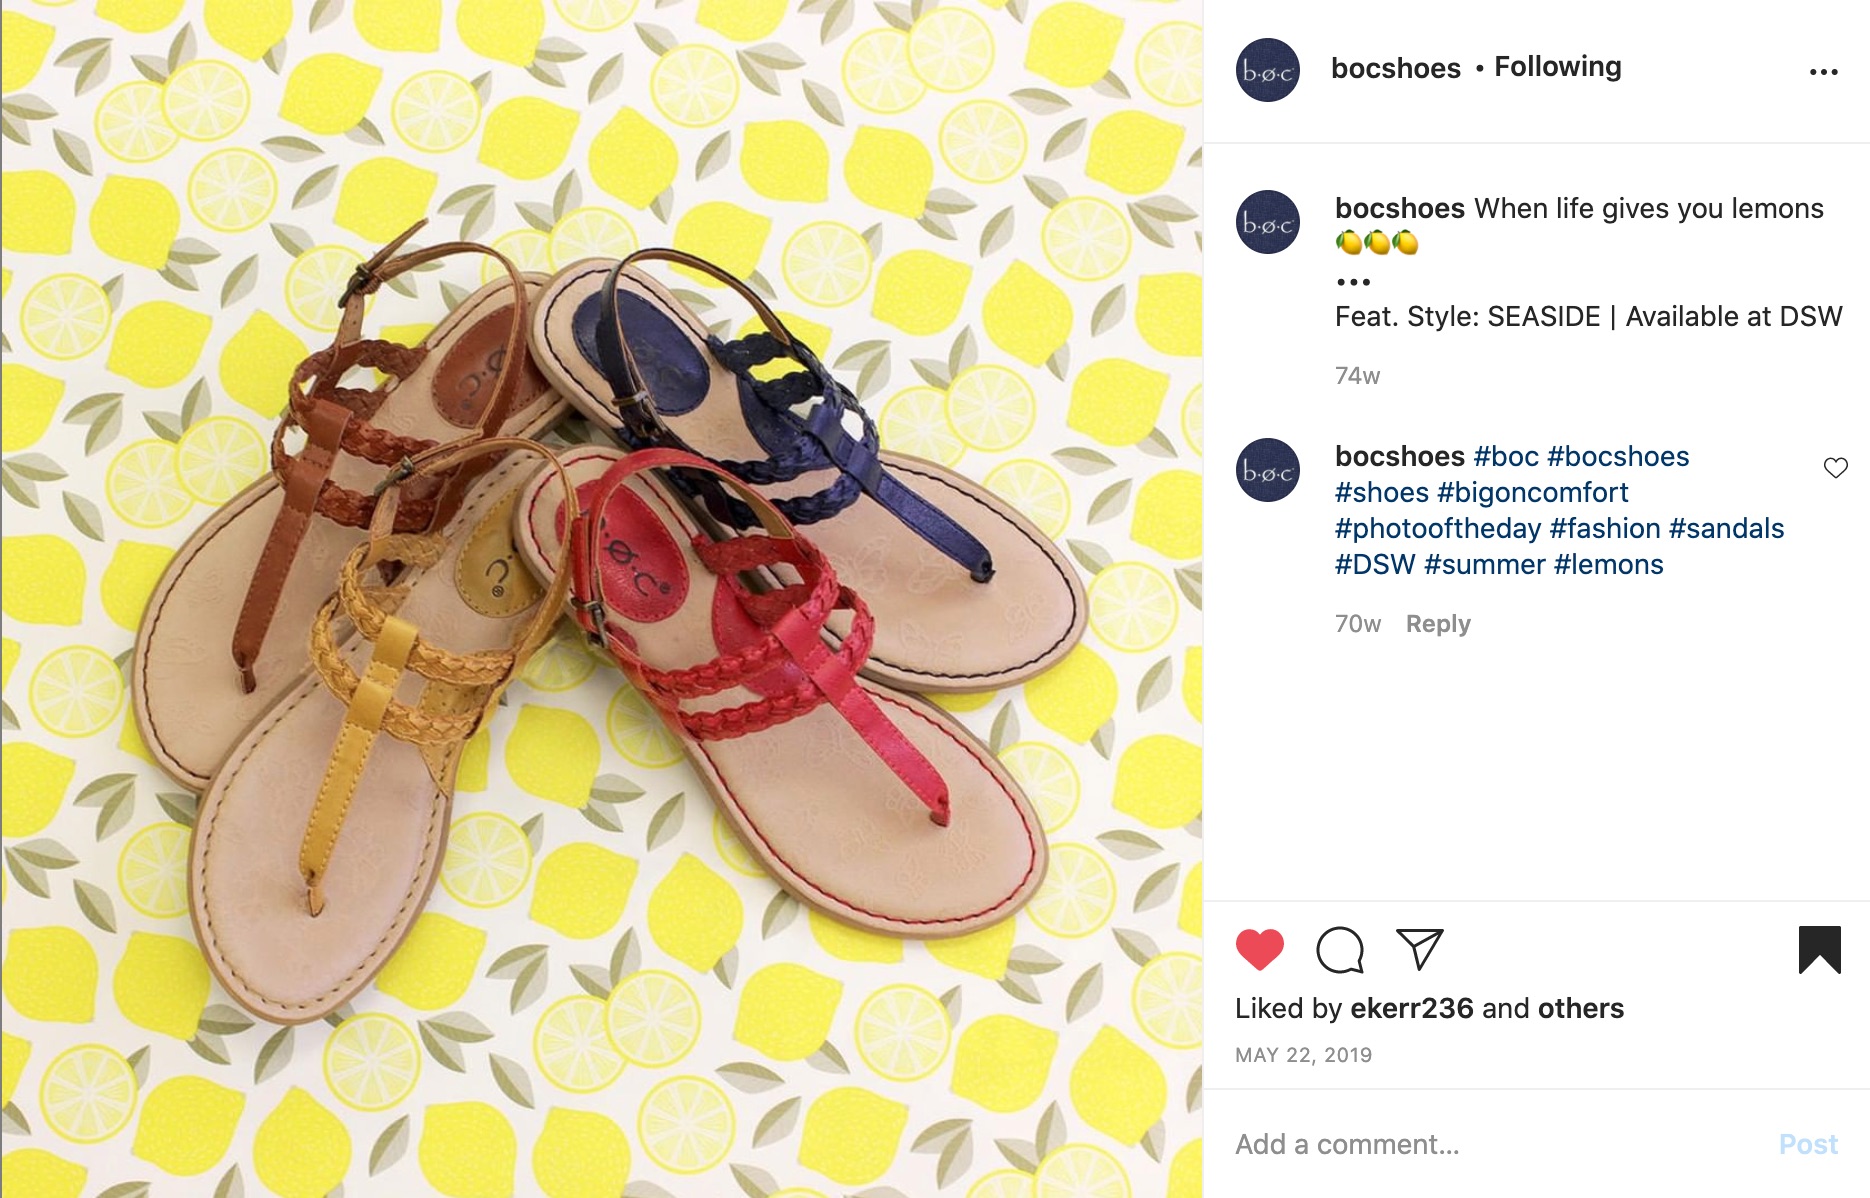 b·ø·c
bocshoes • Following
•••
b·ø·c
bocshoes When life gives you lemons
🍋🍋🍋
•••
Feat. Style: SEASIDE | Available at DSW
74w
b·ø·c
bocshoes #boc #bocshoes
#shoes #bigoncomfort
#photooftheday #fashion #sandals
#DSW #summer #lemons
70w Reply
Liked by ekerr236 and others
MAY 22, 2019
Add a comment... Post
ø·c®
ø·c
c®
b·ø·c®